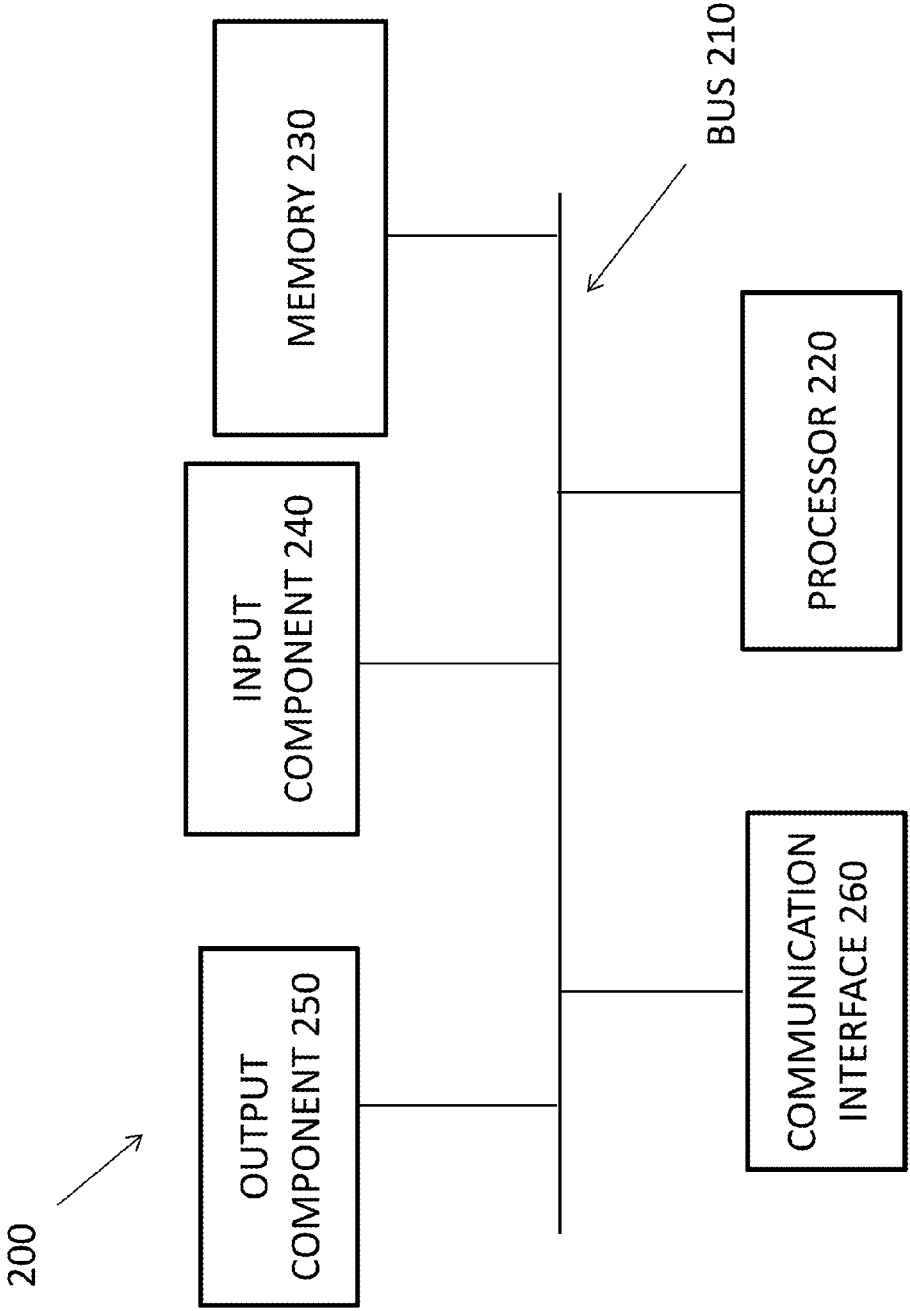 200
OUTPUT
COMPONENT 250
INPUT
COMPONENT 240
MEMORY 230
COMMUNICATION
INTERFACE 260
PROCESSOR 220
BUS 210